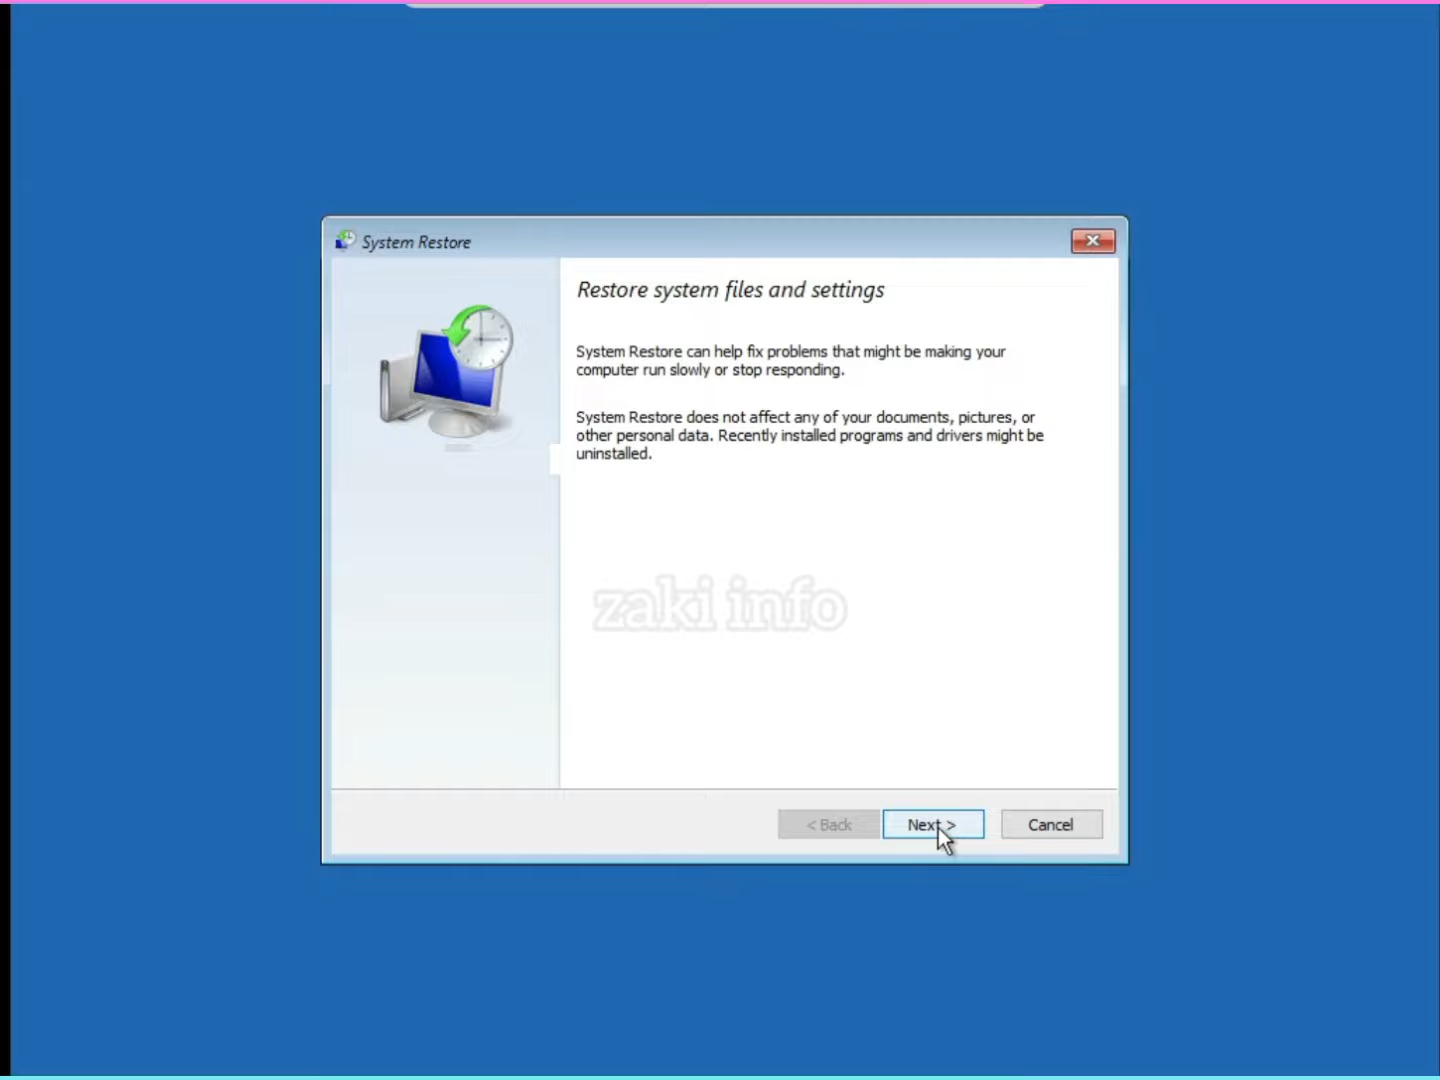 System Restore
Restore system files and settings
System Restore can help fix problems that might be making your
computer run slowly or stop responding.
System Restore does not affect any of your documents, pictures, or
other personal data. Recently installed programs and drivers might be
uninstalled.
zaki info
< Back
Next >
Cancel